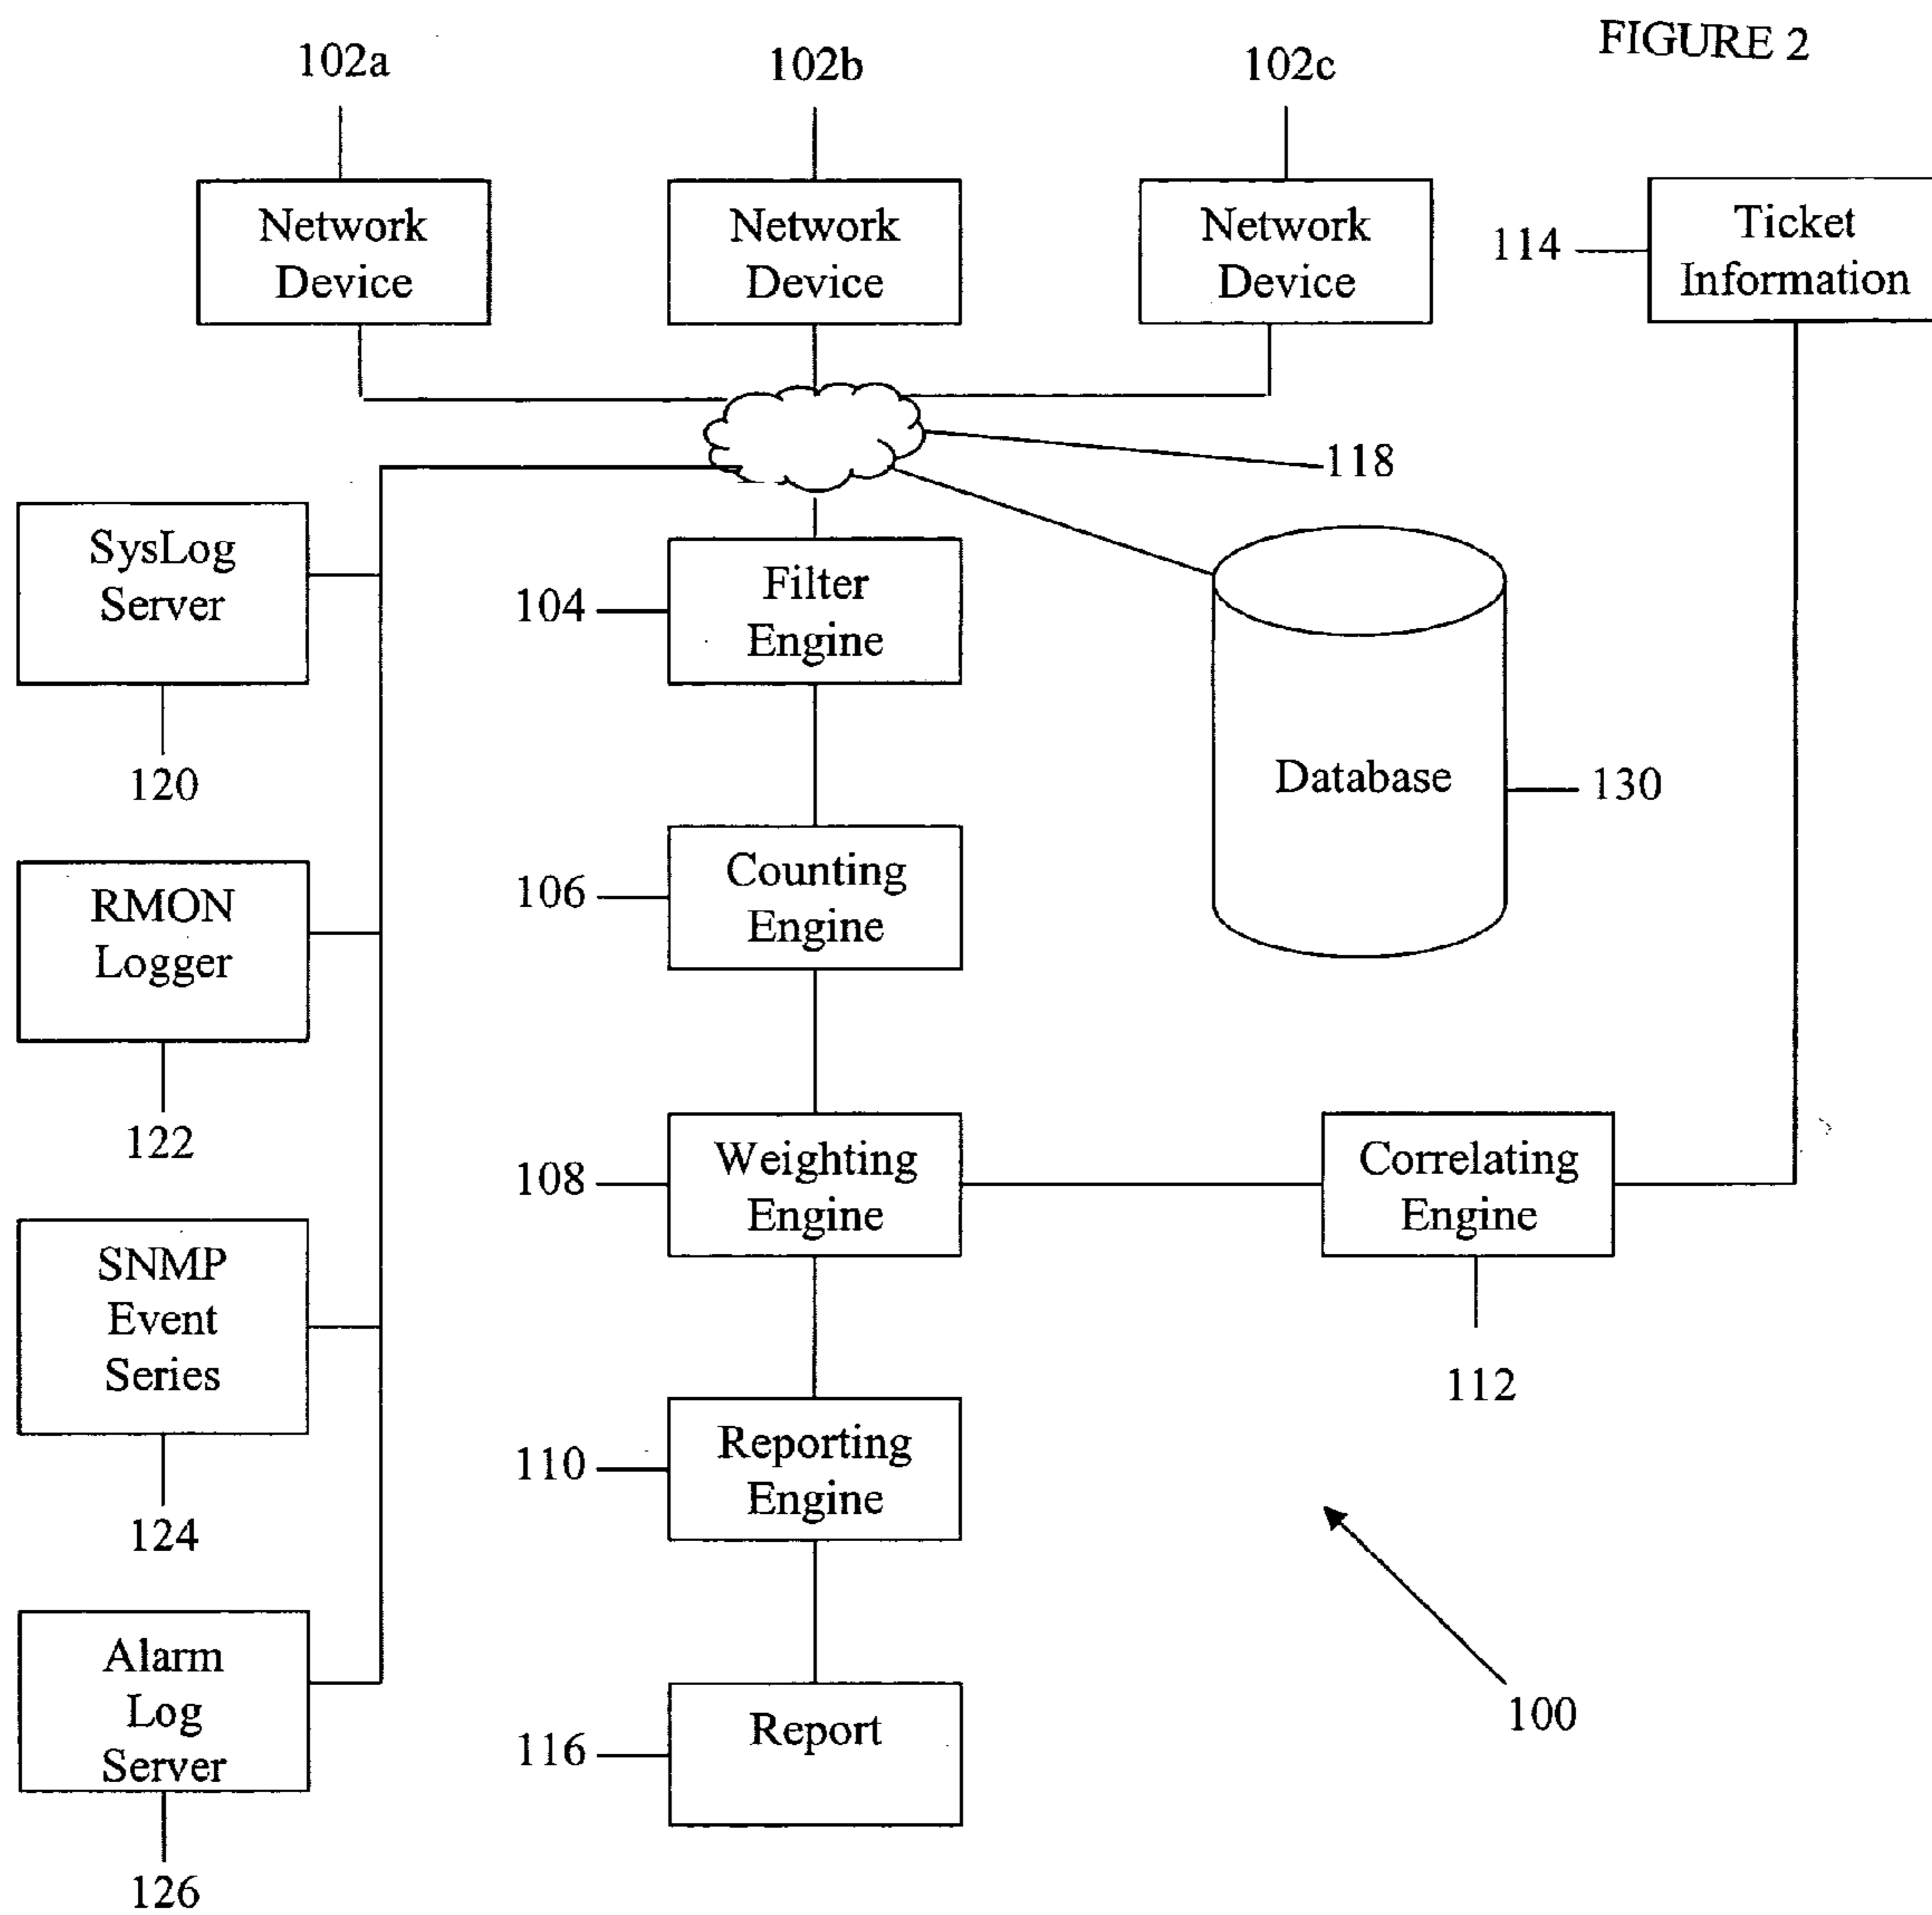 FIGURE 2
102a
102b
102c
Network
Device
Network
Device
Network
Device
114
Ticket
Information
118
SysLog
Server
104
Filter
Engine
120
Database
130
RMON
Logger
106
Counting
Engine
122
108
Weighting
Engine
Correlating
Engine
SNMP
Event
Series
112
110
Reporting
Engine
124
Alarm
Log
Server
116
Report
100
126